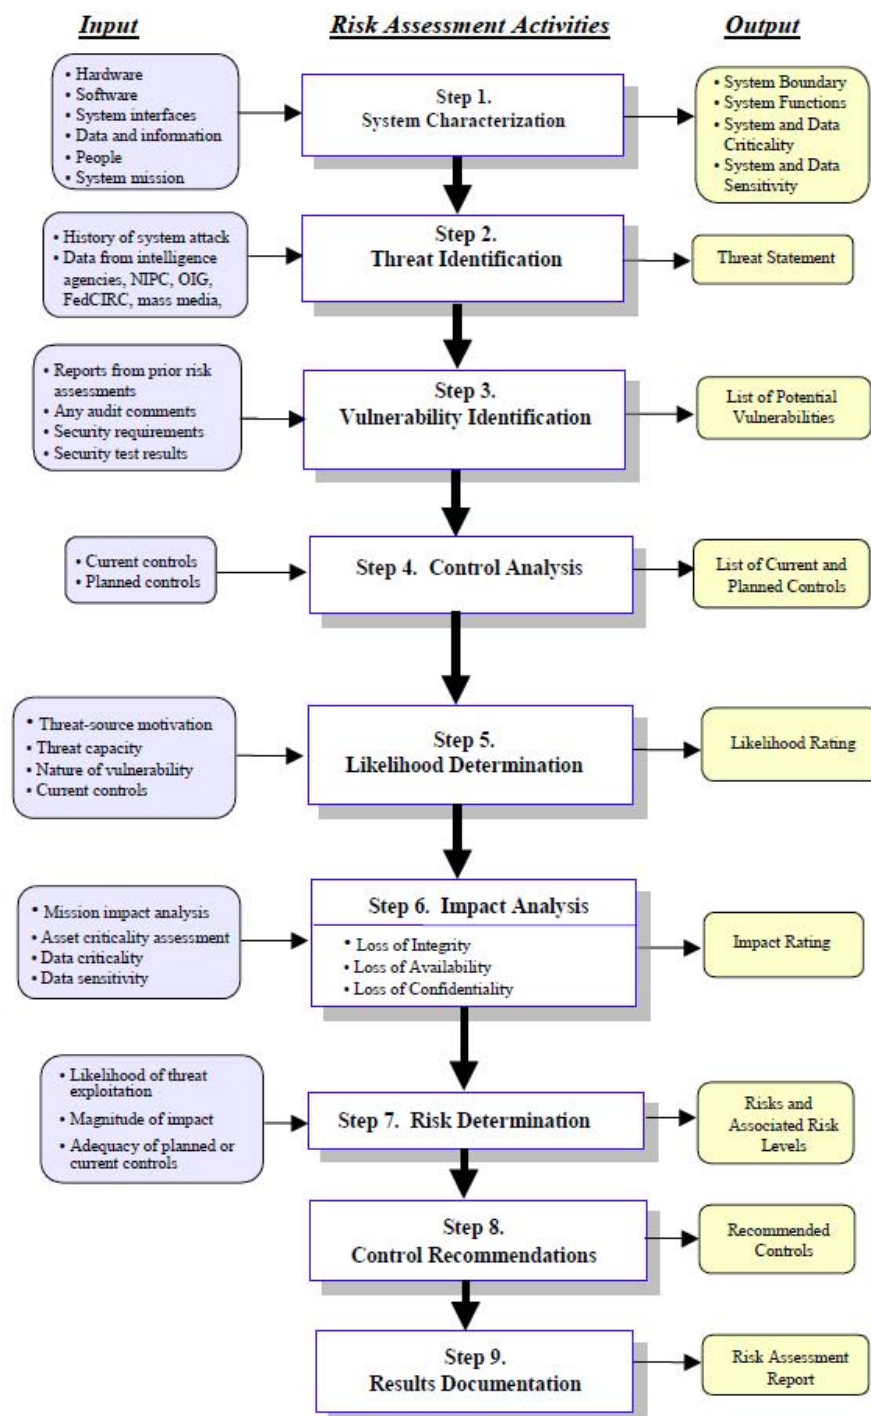 Input
Risk Assessment Activities
Output
• Hardware
• Software
• System interfaces
• Data and information
• People
• System mission
Step 1.
System Characterization
• System Boundary
• System Functions
• System and Data
Criticality
• System and Data
Sensitivity
• History of system attack
• Data from intelligence
agencies, NIPC, OIG,
FedCIRC, mass media,
Step 2.
Threat Identification
Threat Statement
• Reports from prior risk
assessments
• Any audit comments
• Security requirements
• Security test results
Step 3.
Vulnerability Identification
List of Potential
Vulnerabilities
• Current controls
• Planned controls
Step 4. Control Analysis
List of Current and
Planned Controls
• Threat-source motivation
• Threat capacity
• Nature of vulnerability
• Current controls
Step 5.
Likelihood Determination
Likelihood Rating
• Mission impact analysis
• Asset criticality assessment
• Data criticality
• Data sensitivity
Step 6. Impact Analysis
• Loss of Integrity
• Loss of Availability
• Loss of Confidentiality
Impact Rating
• Likelihood of threat
exploitation
• Magnitude of impact
• Adequacy of planned or
current controls
Step 7. Risk Determination
Risks and
Associated Risk
Levels
Step 8.
Control Recommendations
Recommended
Controls
Step 9.
Results Documentation
Risk Assessment
Report